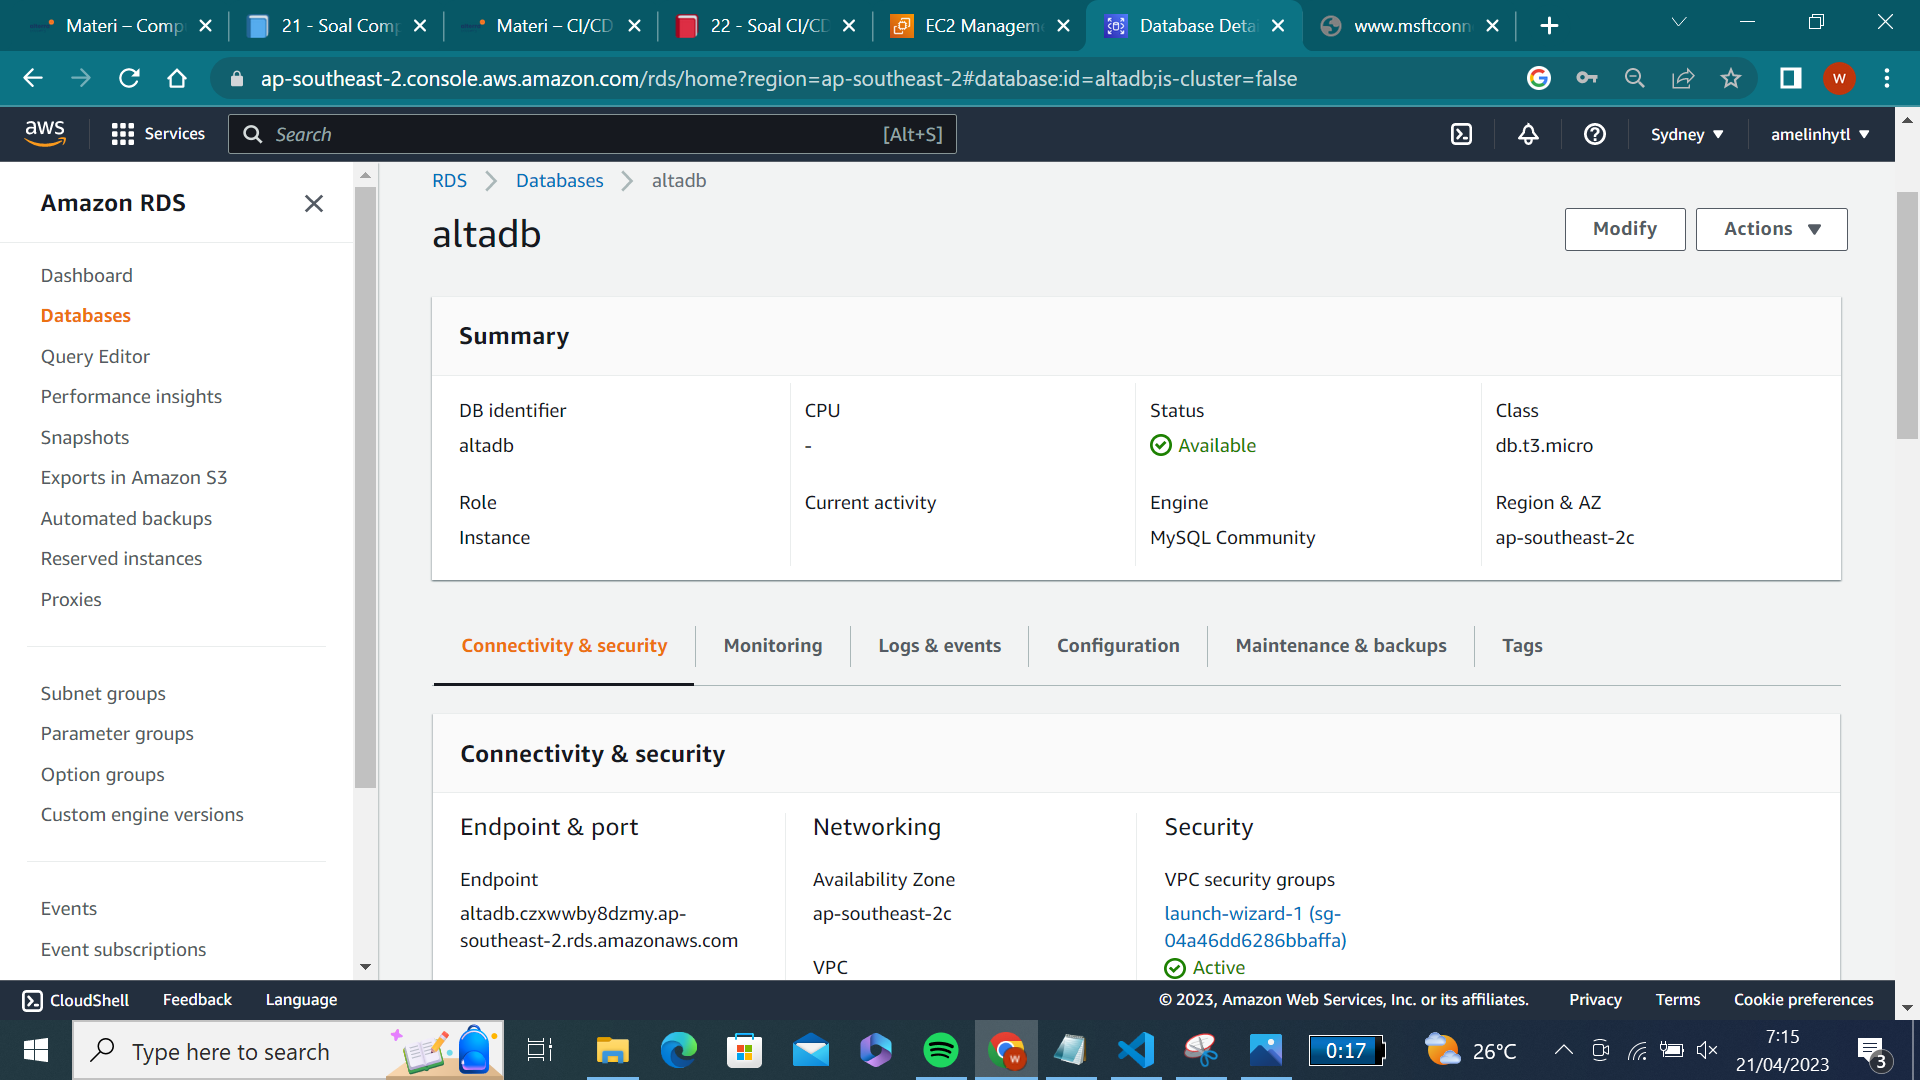 Materi – Comp
21 - Soal Comp
Materi – CI/CD
22 - Soal CI/CD
EC2 Managem
Database Detai
www.msftconn
ap-southeast-2.console.aws.amazon.com/rds/home?region=ap-southeast-2#database:id=altadb;is-cluster=false
W
aws
Services
Search
[Alt+S]
Sydney
amelinhytl
Amazon RDS
Dashboard
Databases
Query Editor
Performance insights
Snapshots
Exports in Amazon S3
Automated backups
Reserved instances
Proxies
Subnet groups
Parameter groups
Option groups
Custom engine versions
Events
Event subscriptions
RDS
Databases
altadb
altadb
Modify
Actions
Summary
DB identifier
altadb
CPU
-
Status
Available
Class
db.t3.micro
Role
Instance
Current activity
Engine
MySQL Community
Region & AZ
ap-southeast-2c
Connectivity & security
Monitoring
Logs & events
Configuration
Maintenance & backups
Tags
Connectivity & security
Endpoint & port
Endpoint
altadb.czxwwby8dzmy.ap-
southeast-2.rds.amazonaws.com
Networking
Availability Zone
ap-southeast-2c
VPC
Security
VPC security groups
launch-wizard-1 (sg-
04a46dd6286bbaffa)
Active
CloudShell
Feedback
Language
© 2023, Amazon Web Services, Inc. or its affiliates.
Privacy
Terms
Cookie preferences
Type here to search
W
0:17
26°C
7:15
21/04/2023
3